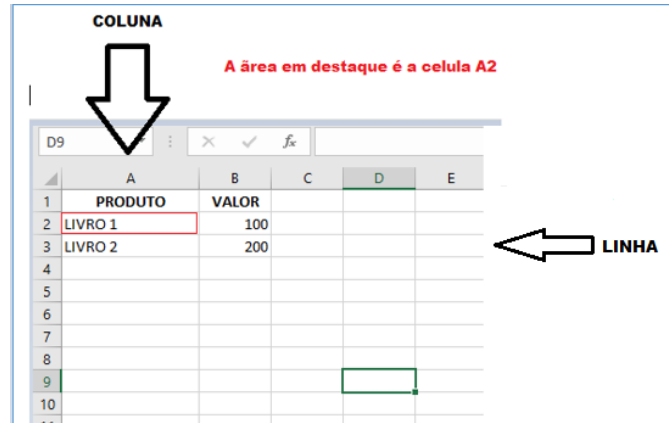 COLUNA
A ãrea em destaque é a celula A2
D9 fx
A B C D E
1 PRODUTO VALOR
2 LIVRO 1 100
3 LIVRO 2 200
LINHA
4
5
6
7
8
9
10